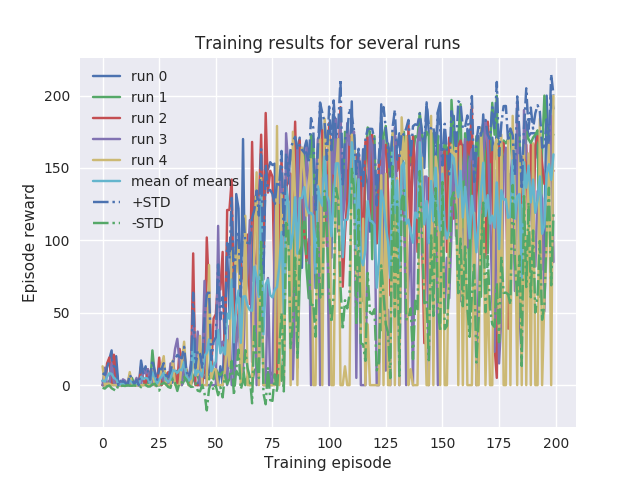 Training results for several runs
run 0
run 1
run 2
run 3
run 4
mean of means
+STD
-STD
Episode reward
200
150
100
50
0
0 25 50 75 100 125 150 175 200
Training episode